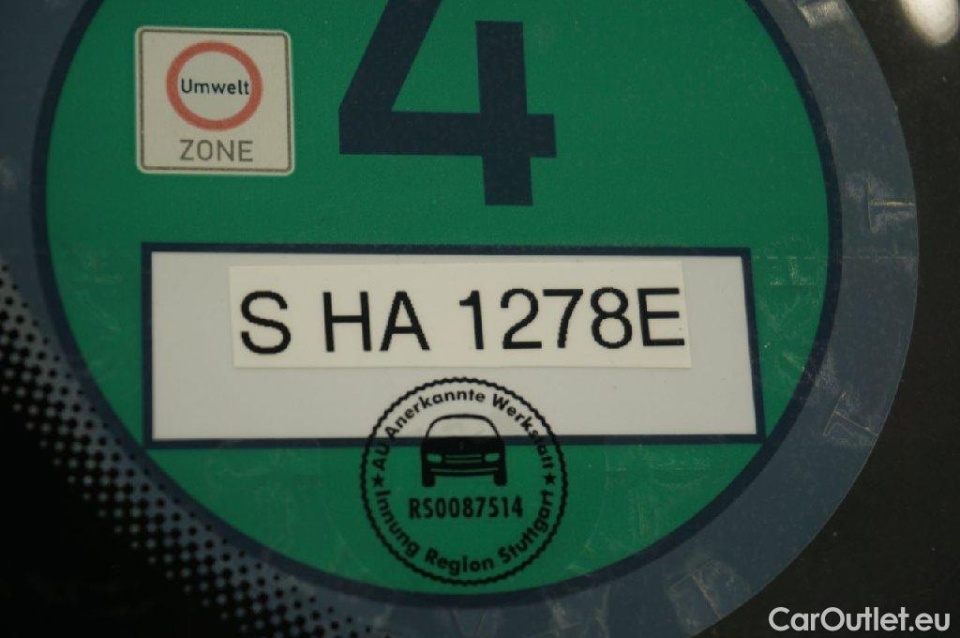 4
Umwelt
ZONE
S HA 1278E
AU Anerkannte Werkstatt
RS0087514
Innung Region Stuttgart
CarOutlet.eu